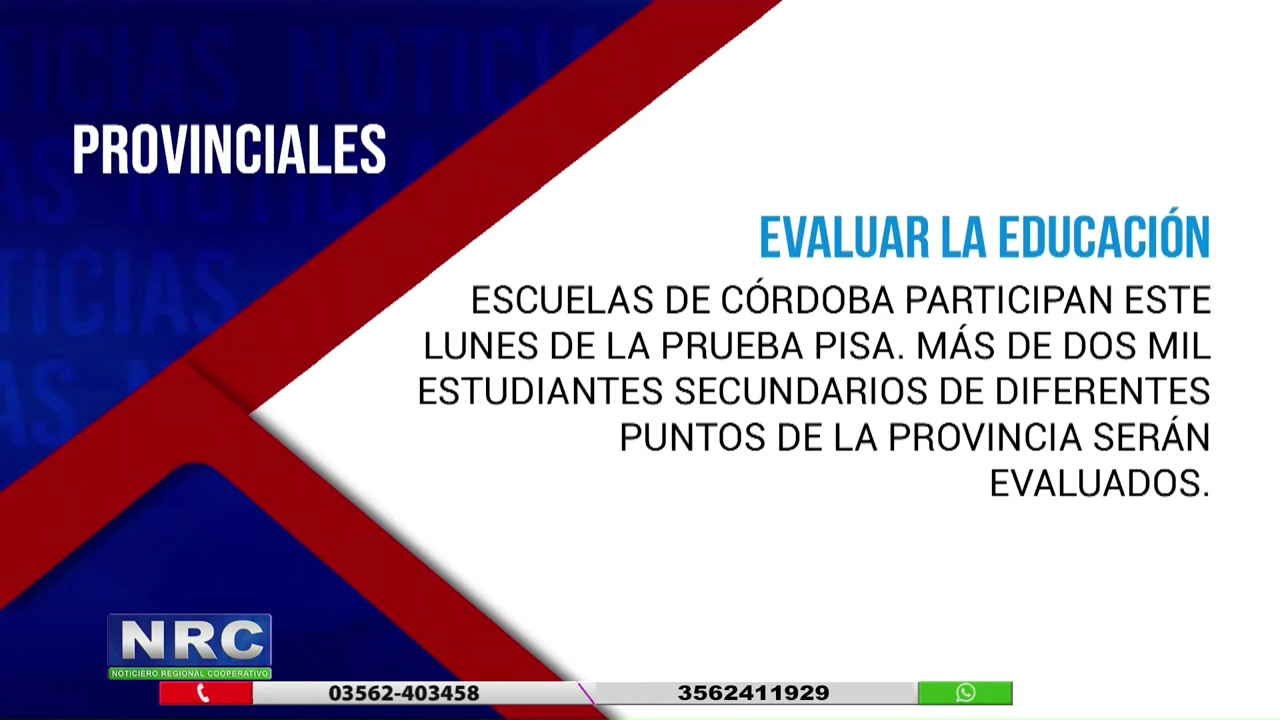 PROVINCIALES
EVALUAR LA EDUCACIÓN
ESCUELAS DE CÓRDOBA PARTICIPAN ESTE
LUNES DE LA PRUEBA PISA. MÁS DE DOS MIL
ESTUDIANTES SECUNDARIOS DE DIFERENTES
PUNTOS DE LA PROVINCIA SERÁN
EVALUADOS.
NRC
NOTICIERO REGIONAL COOPERATIVO
03562-403458
3562411929